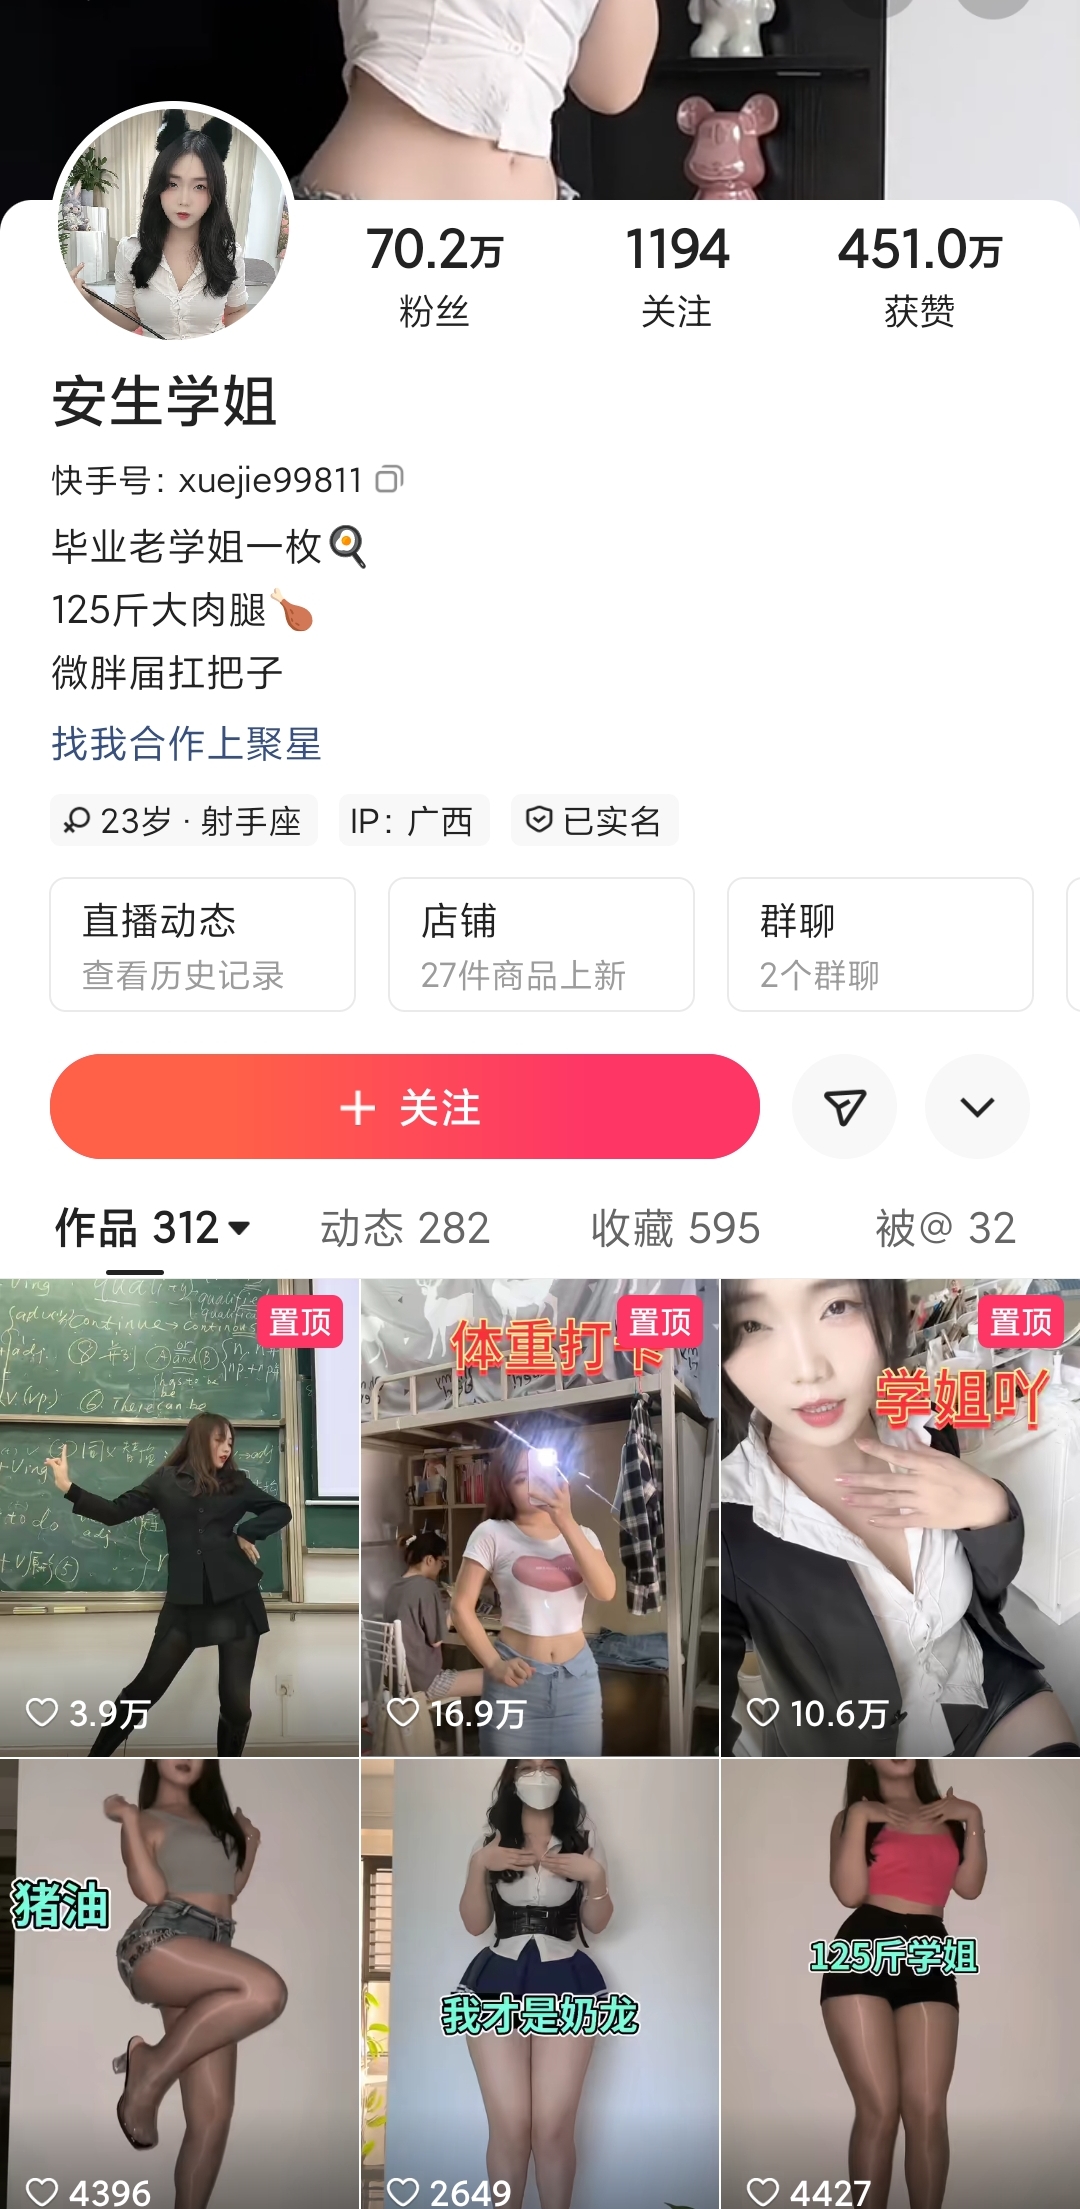 70.2万
粉丝
1194
关注
451.0万
获赞
安生学姐
快手号：xuejie99811
毕业老学姐一枚🍳
125斤大肉腿🍗
微胖届扛把子
找我合作上聚星
23岁 · 射手座
IP：广西
已实名
直播动态
查看历史记录
店铺
27件商品上新
群聊
2个群聊
关注
作品 312
动态 282
收藏 595
被@ 32
置顶
3.9万
置顶
体重打卡
16.9万
置顶
学姐吖
10.6万
猪油
4396
我才是奶龙
2649
125斤学姐
4427